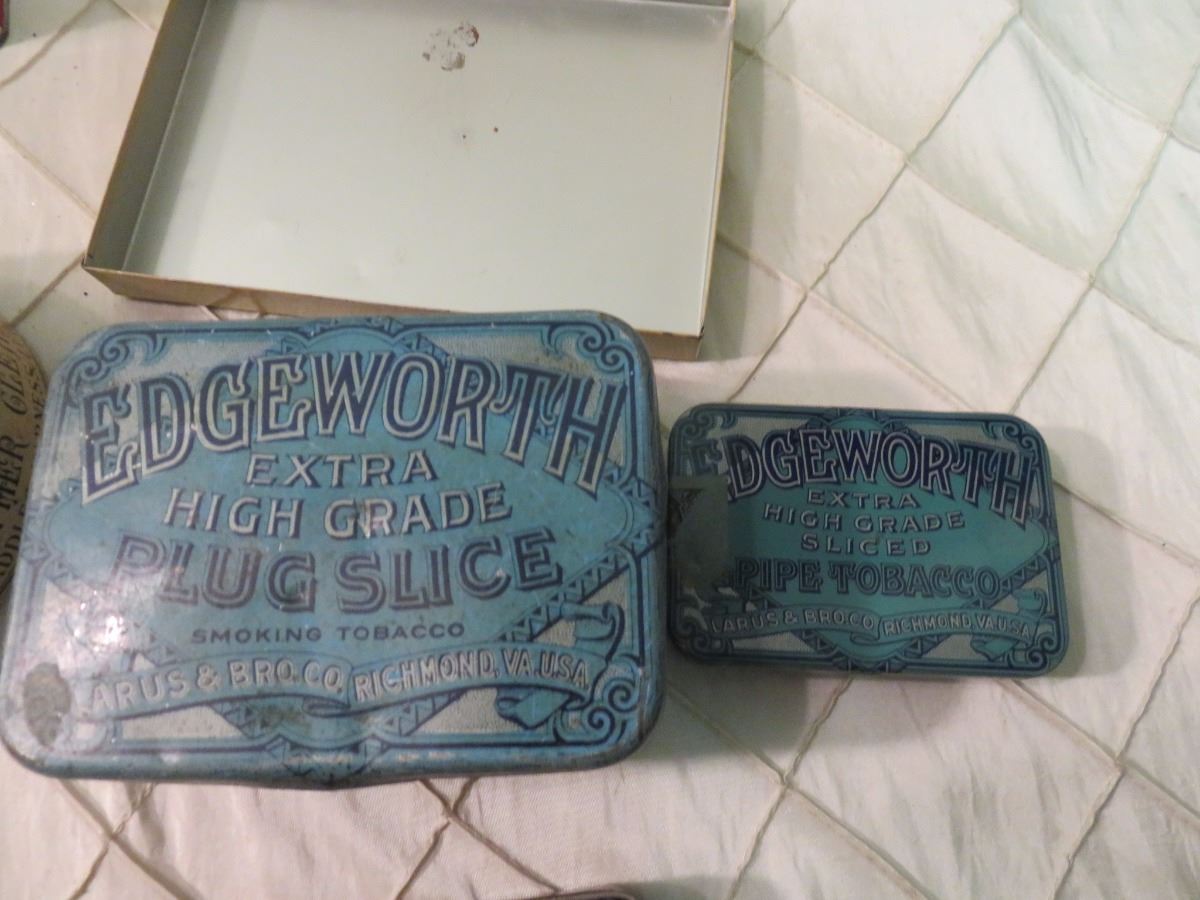 EDGEWORTH
EXTRA
HIGH GRADE
PLUG SLICE
SMOKING TOBACCO
LARUS & BRO. CO. RICHMOND, VA. USA
EDGEWORTH
EXTRA
HIGH GRADE
SLICED
PIPE TOBACCO
LARUS & BRO CO. RICHMOND VA. U.S.A.